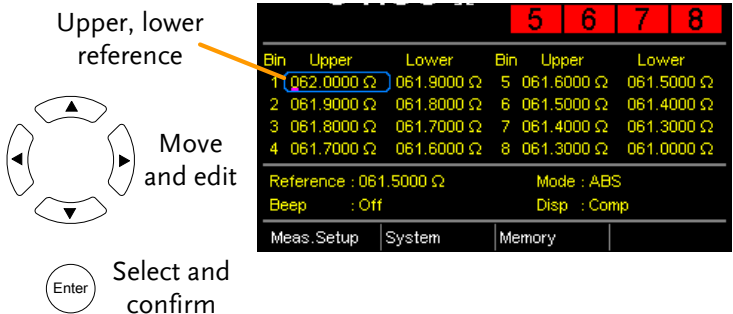 Upper, lower
reference
Move
and edit
Enter
Select and
confirm
5 6 7 8
Bin Upper Lower Bin Upper Lower
1 062.0000 Ω 061.9000 Ω 5 061.6000 Ω 061.5000 Ω
2 061.9000 Ω 061.8000 Ω 6 061.5000 Ω 061.4000 Ω
3 061.8000 Ω 061.7000 Ω 7 061.4000 Ω 061.3000 Ω
4 061.7000 Ω 061.6000 Ω 8 061.3000 Ω 061.0000 Ω
Reference : 061.5000 Ω Mode : ABS
Beep : Off Disp : Comp
Meas.Setup System Memory